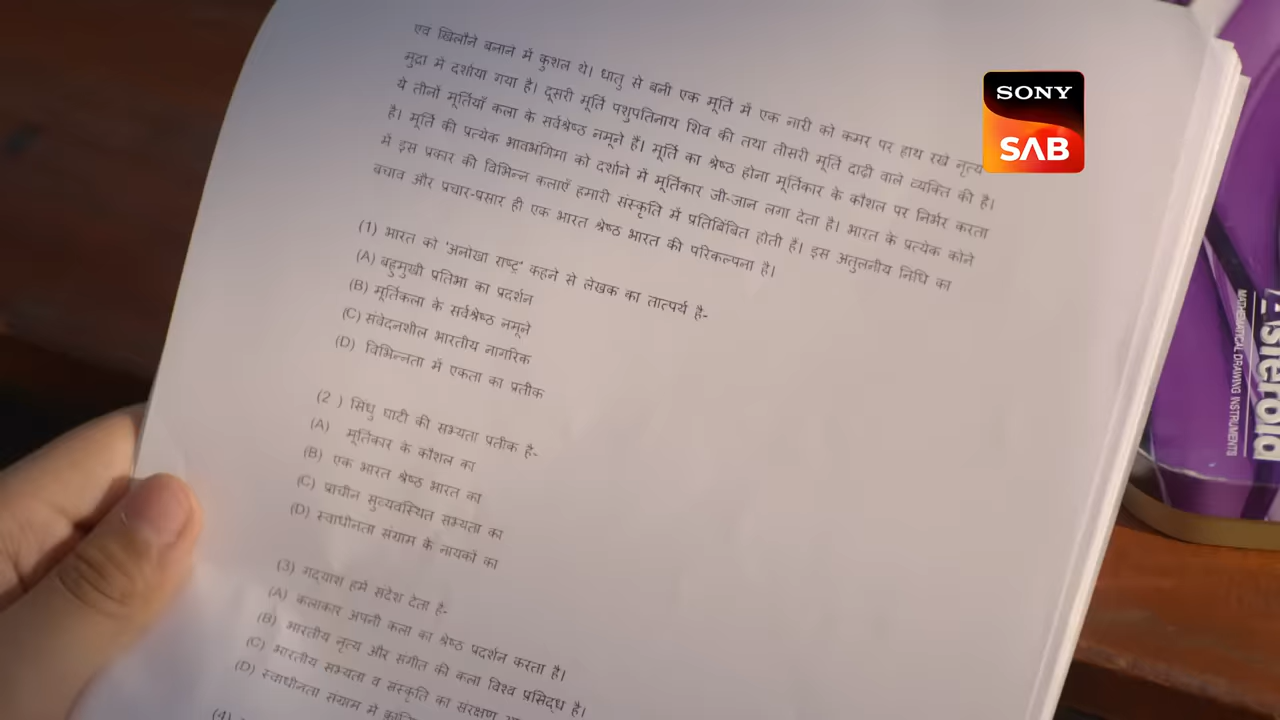 एवं खिलौने बनाने में कुशल थे। धातु से बनी एक मूर्ति में एक नारी को कमर पर हाथ रखे नृत्य
मुद्रा में दर्शाया गया है। दूसरी मूर्ति पशुपतिनाथ शिव की तथा तीसरी मूर्ति दाढ़ी वाले व्यक्ति की है।
ये तीनों मूर्तियाँ कला के सर्वश्रेष्ठ नमूने हैं। मूर्ति का श्रेष्ठ होना मूर्तिकार के कौशल पर निर्भर करता
है। मूर्ति की प्रत्येक भावभंगिमा को दर्शाने में मूर्तिकार जी-जान लगा देता है। भारत के प्रत्येक कोने
में इस प्रकार की विभिन्न कलाएँ हमारी संस्कृति में प्रतिबिंबित होती हैं। इस अतुलनीय निधि का
बचाव और प्रचार-प्रसार ही एक भारत श्रेष्ठ भारत की परिकल्पना है।
(1) भारत को 'अनोखा राष्ट्र' कहने से लेखक का तात्पर्य है-
(A) बहुमुखी प्रतिभा का प्रदर्शन
(B) मूर्तिकला के सर्वश्रेष्ठ नमूने
(C) संवेदनशील भारतीय नागरिक
(D) विभिन्नता में एकता का प्रतीक
(2 ) सिंधु घाटी की सभ्यता प्रतीक है-
(A) मूर्तिकार के कौशल का
(B) एक भारत श्रेष्ठ भारत का
(C) प्राचीन सुव्यवस्थित सभ्यता का
(D) स्वाधीनता संग्राम के नायकों का
(3) गद्यांश हमें संदेश देता है-
(A) कलाकार अपनी कला का श्रेष्ठ प्रदर्शन करता है।
(B) भारतीय नृत्य और संगीत की कला विश्व प्रसिद्ध है।
(C) भारतीय सभ्यता व संस्कृति का संरक्षण
(D) स्वाधीनता संग्राम में
(4)
SONY
SAB
Asteroid
MATHEMATICAL DRAWING INSTRUMENTS